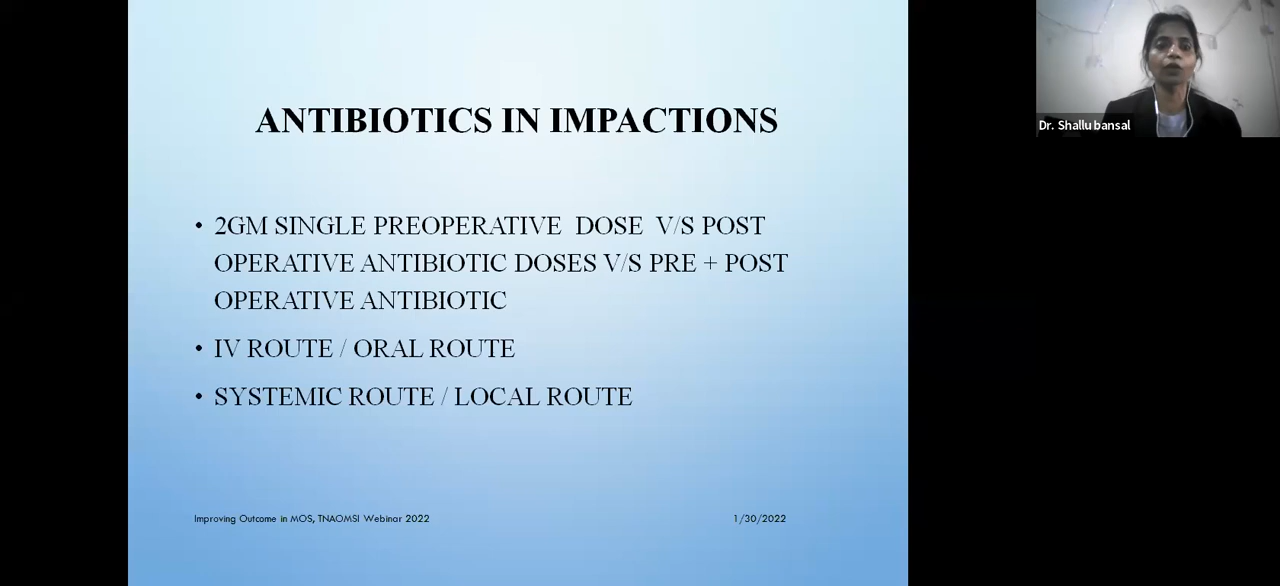 ANTIBIOTICS IN IMPACTIONS
• 2GM SINGLE PREOPERATIVE DOSE V/S POST
OPERATIVE ANTIBIOTIC DOSES V/S PRE + POST
OPERATIVE ANTIBIOTIC
• IV ROUTE / ORAL ROUTE
• SYSTEMIC ROUTE / LOCAL ROUTE
Improving Outcome in MOS, TNAOMSI Webinar 2022
1/30/2022
Dr. Shallu bansal